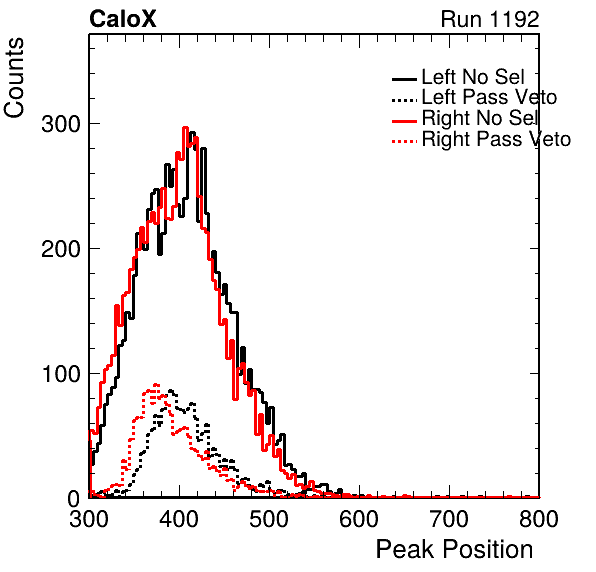 CaloX Run 1192
Counts
Left No Sel
Left Pass Veto
Right No Sel
Right Pass Veto
300
200
100
0
300 400 500 600 700 800
Peak Position